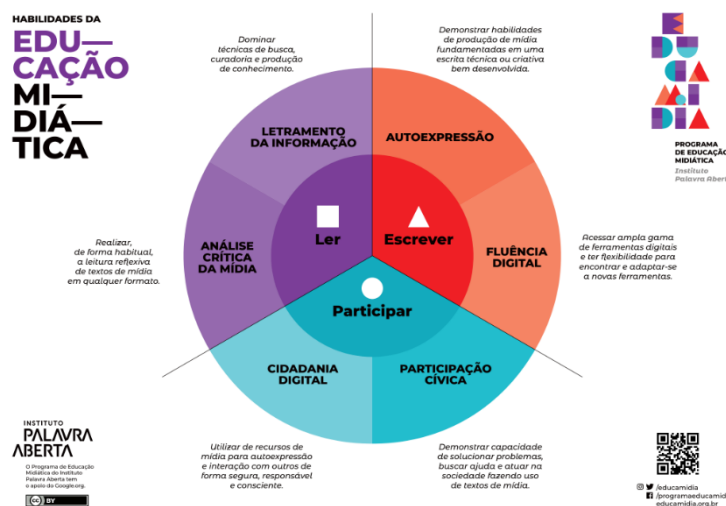 HABILIDADES DA
EDU—
CAÇÃO
MI—
DIÁ—
TICA
Dominar
técnicas de busca,
curadoria e produção
de conhecimento.
Demonstrar habilidades
de produção de mídia
fundamentadas em uma
escrita técnica ou criativa
bem desenvolvida.
EDUCAMÍDIA
PROGRAMA
DE EDUCAÇÃO
MIDIÁTICA
Instituto
Palavra Abert
LETRAMENTO
DA INFORMAÇÃO
AUTOEXPRESSÃO
Ler
Escrever
Participar
ANÁLISE
CRÍTICA
DA MÍDIA
FLUÊNCIA
DIGITAL
Realizar,
de forma habitual,
a leitura reflexiva
de textos de mídia
em qualquer formato.
Acessar ampla gama
de ferramentas digitais
e ter flexibilidade para
encontrar e adaptar-se
a novas ferramentas.
CIDADANIA
DIGITAL
PARTICIPAÇÃO
CÍVICA
Utilizar de recursos de
mídia para autoexpressão
e interação com outros de
forma segura, responsável
e consciente.
Demonstrar capacidade
de solucionar problemas,
buscar ajuda e atuar na
sociedade fazendo uso
de textos de mídia.
INSTITUTO
PALAVRA
ABERTA
O Programa de Educação
Midiática do Instituto
Palavra Aberta tem
o apoio do Google.org.
cc BY
/educamidia
/programaeducamid
educamidia.org.br